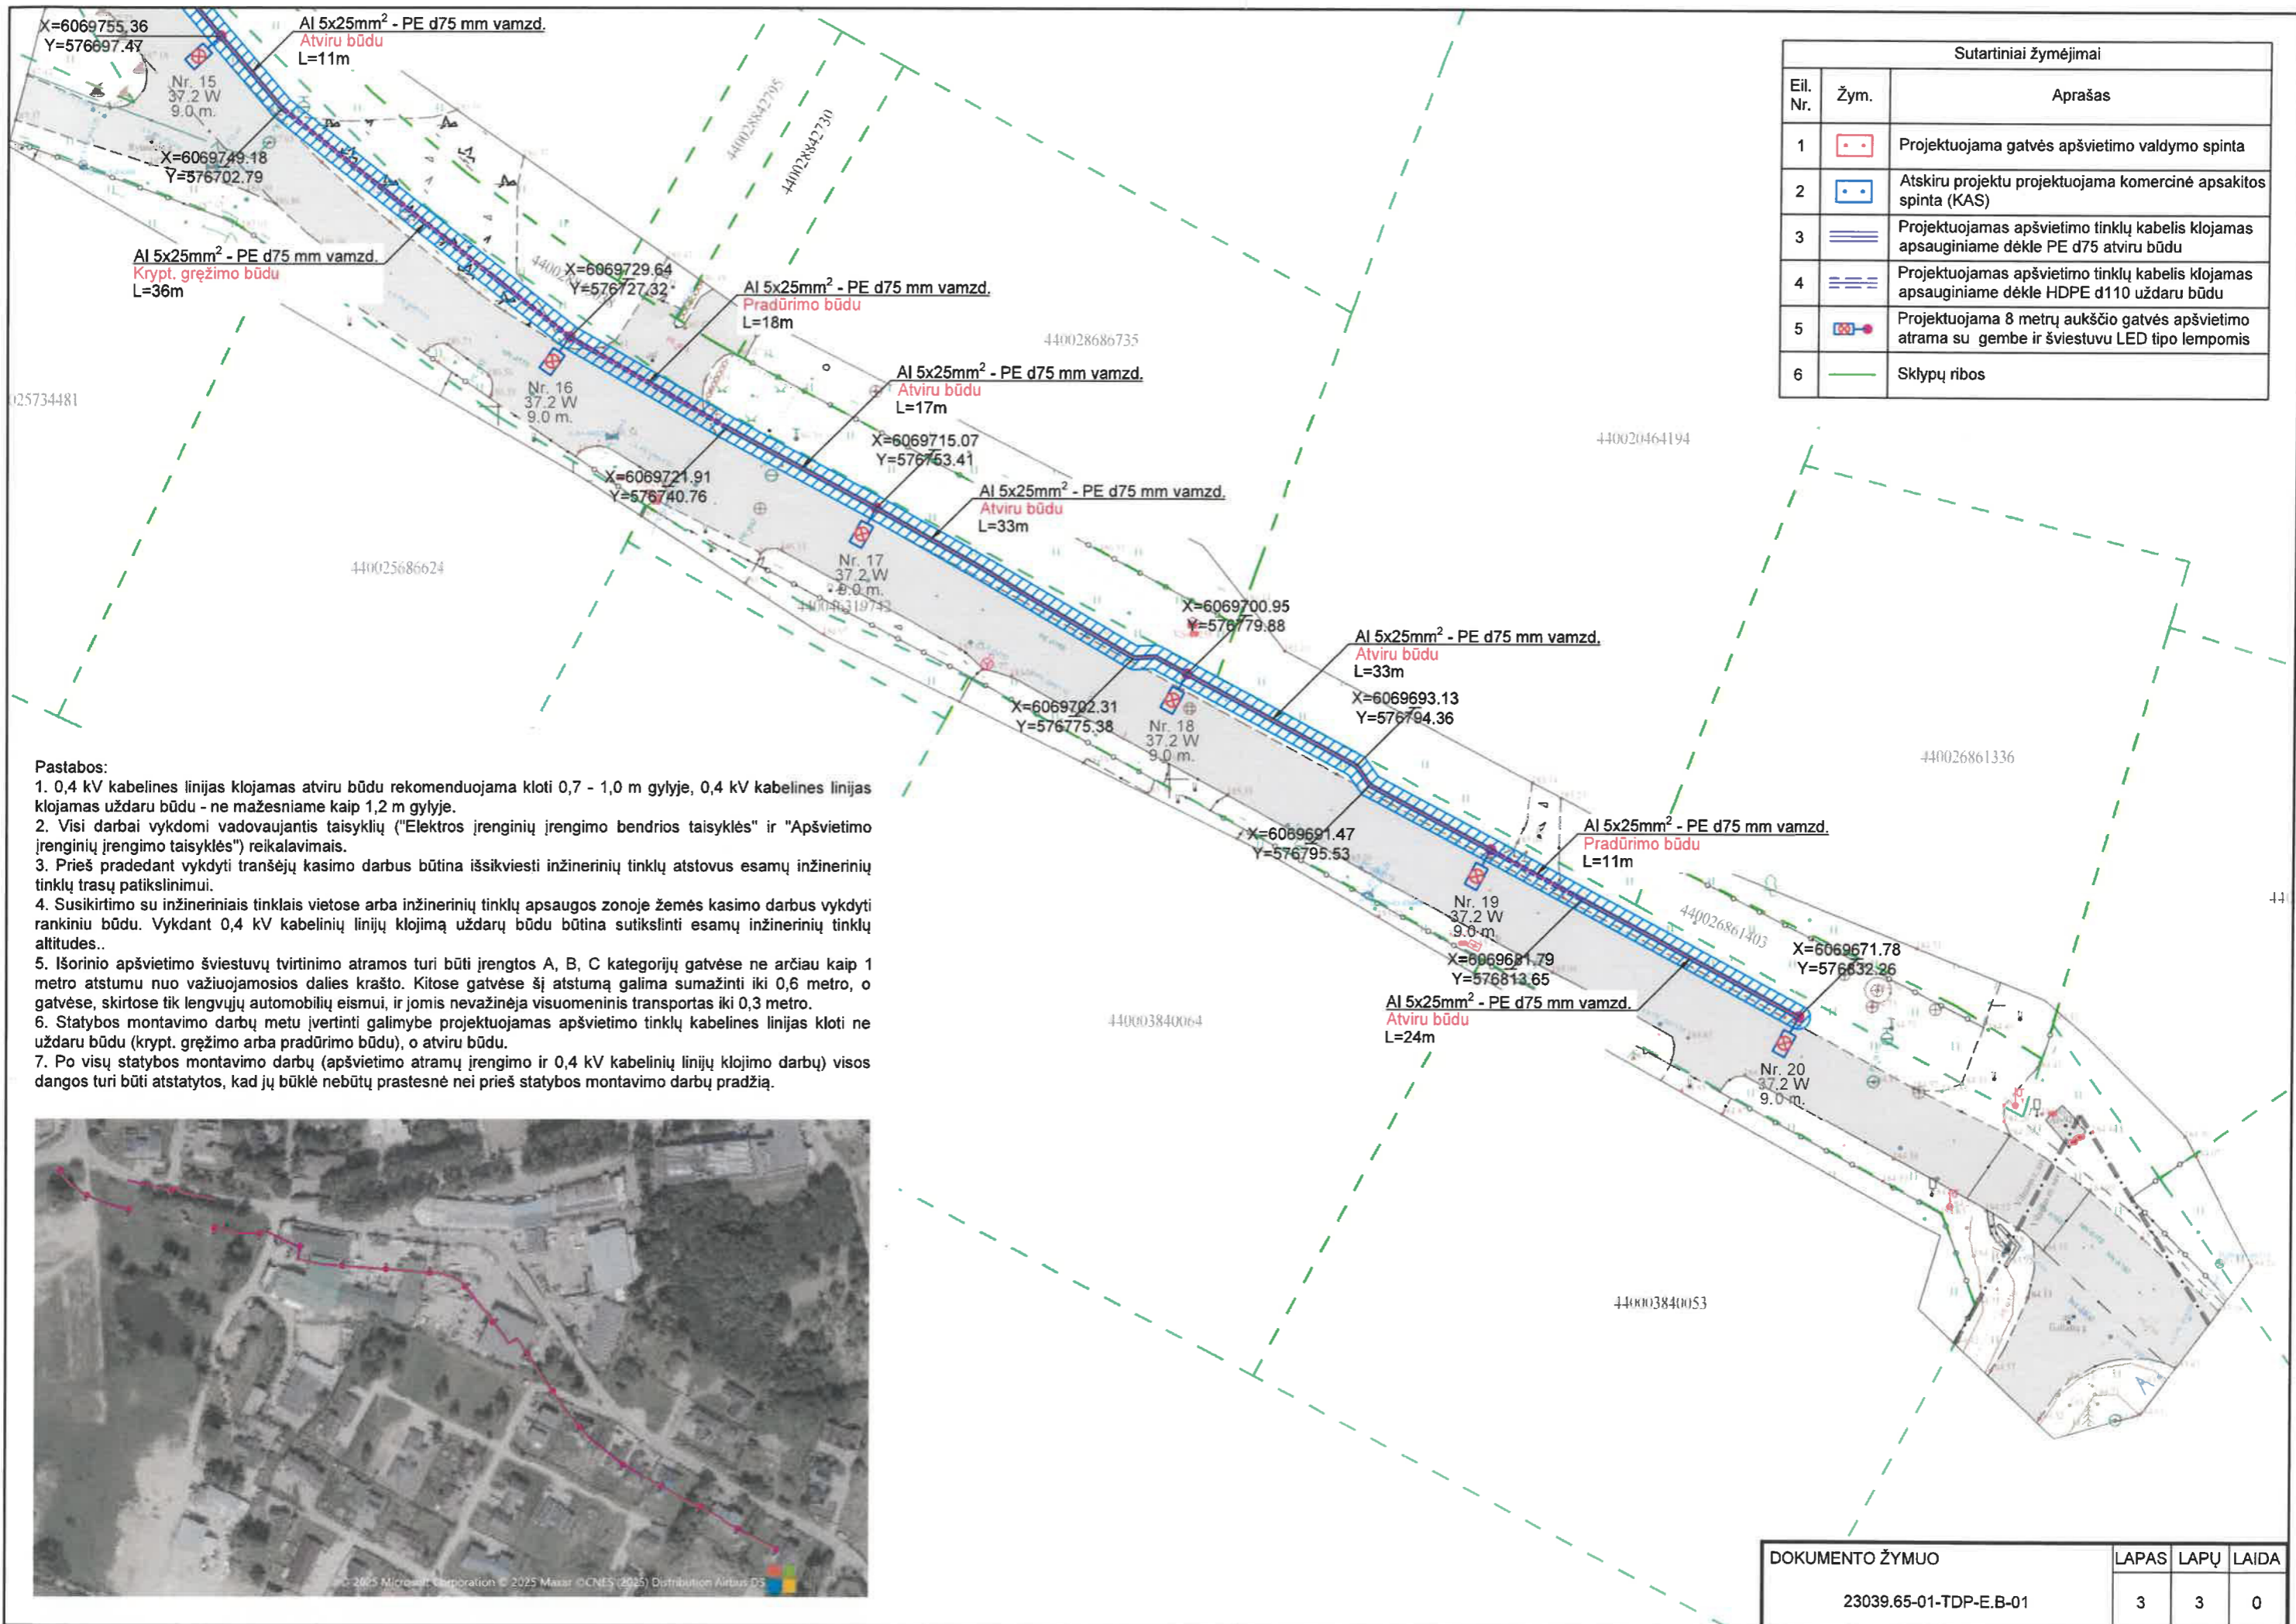 X=6069755.36
Y=576697.47
Al 5x25mm² - PE d75 mm vamzd.
Atviru būdu
L=11m
Nr. 15
37.2 W
9.0 m.
X=6069749.18
Y=576702.79
Al 5x25mm² - PE d75 mm vamzd.
Krypt. gręžimo būdu
L=36m
440028842795
440028842730
X=6069729.64
Y=576727.32
Al 5x25mm² - PE d75 mm vamzd.
Pradūrimo būdu
L=18m
440028686735
Nr. 16
37.2 W
9.0 m.
Al 5x25mm² - PE d75 mm vamzd.
Atviru būdu
L=17m
X=6069715.07
Y=576753.41
X=6069721.91
Y=576740.76
Al 5x25mm² - PE d75 mm vamzd.
Atviru būdu
L=33m
025734481
440025686624
Nr. 17
37.2 W
9.0 m.
440046319742
X=6069700.95
Y=576779.88
Al 5x25mm² - PE d75 mm vamzd.
Atviru būdu
L=33m
X=6069702.31
Y=576775.38
Nr. 18
37.2 W
9.0 m.
X=6069693.13
Y=576794.36
X=6069691.47
Y=576795.53
Al 5x25mm² - PE d75 mm vamzd.
Pradūrimo būdu
L=11m
Nr. 19
37.2 W
9.0 m.
X=6069681.79
Y=576813.65
440026861403
X=6069671.78
Y=576832.26
Al 5x25mm² - PE d75 mm vamzd.
Atviru būdu
L=24m
Nr. 20
37.2 W
9.0 m.
440020464194
440026861336
440003840064
440003840053
Sutartiniai žymėjimai
Eil. Nr. Žym. Aprašas
1 Projektuojama gatvės apšvietimo valdymo spinta
2 Atskiru projektu projektuojama komercinė apsakitos
spinta (KAS)
3 Projektuojamas apšvietimo tinklų kabelis klojamas
apsauginiame dėkle PE d75 atviru būdu
4 Projektuojamas apšvietimo tinklų kabelis klojamas
apsauginiame dėkle HDPE d110 uždaru būdu
5 Projektuojama 8 metrų aukščio gatvės apšvietimo
atrama su gembe ir šviestuvu LED tipo lempomis
6 Sklypų ribos
Pastabos:
1. 0,4 kV kabelines linijas klojamas atviru būdu rekomenduojama kloti 0,7 - 1,0 m gylyje, 0,4 kV kabelines linijas
klojamas uždaru būdu - ne mažesniame kaip 1,2 m gylyje.
2. Visi darbai vykdomi vadovaujantis taisyklių ("Elektros įrenginių įrengimo bendrios taisyklės" ir "Apšvietimo
įrenginių įrengimo taisyklės") reikalavimais.
3. Prieš pradedant vykdyti tranšėjų kasimo darbus būtina išsikviesti inžinerinių tinklų atstovus esamų inžinerinių
tinklų trasų patikslinimui.
4. Susikirtimo su inžineriniais tinklais vietose arba inžinerinių tinklų apsaugos zonoje žemės kasimo darbus vykdyti
rankiniu būdu. Vykdant 0,4 kV kabelinių linijų klojimą uždarų būdu būtina sutikslinti esamų inžinerinių tinklų
altitudes..
5. Išorinio apšvietimo šviestuvų tvirtinimo atramos turi būti įrengtos A, B, C kategorijų gatvėse ne arčiau kaip 1
metro atstumu nuo važiuojamosios dalies krašto. Kitose gatvėse šį atstumą galima sumažinti iki 0,6 metro, o
gatvėse, skirtose tik lengvųjų automobilių eismui, ir jomis nevažinėja visuomeninis transportas iki 0,3 metro.
6. Statybos montavimo darbų metu įvertinti galimybe projektuojamas apšvietimo tinklų kabelines linijas kloti ne
uždaru būdu (krypt. gręžimo arba pradūrimo būdu), o atviru būdu.
7. Po visų statybos montavimo darbų (apšvietimo atramų įrengimo ir 0,4 kV kabelinių linijų klojimo darbų) visos
dangos turi būti atstatytos, kad jų būklė nebūtų prastesnė nei prieš statybos montavimo darbų pradžią.
© 2025 Microsoft Corporation © 2025 Maxar ©CNES (2025) Distribution Airbus DS
DOKUMENTO ŽYMUO LAPAS LAPŲ LAIDA
23039.65-01-TDP-E.B-01 3 3 0